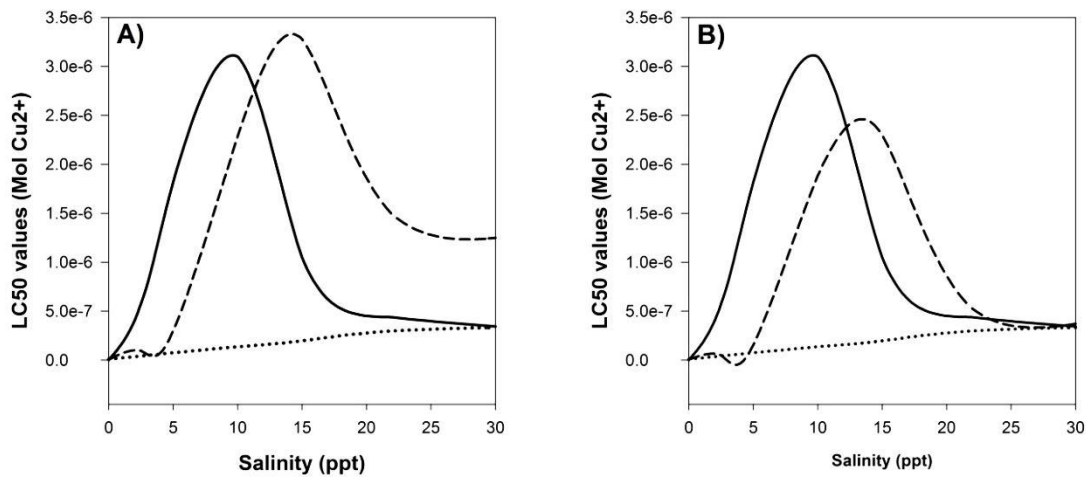 A)
LC50 values (Mol Cu2+)
3.5e-6
3.0e-6
2.5e-6
2.0e-6
1.5e-6
1.0e-6
5.0e-7
0.0
0 5 10 15 20 25 30
Salinity (ppt)
B)
LC50 values (Mol Cu2+)
3.5e-6
3.0e-6
2.5e-6
2.0e-6
1.5e-6
1.0e-6
5.0e-7
0.0
0 5 10 15 20 25 30
Salinity (ppt)